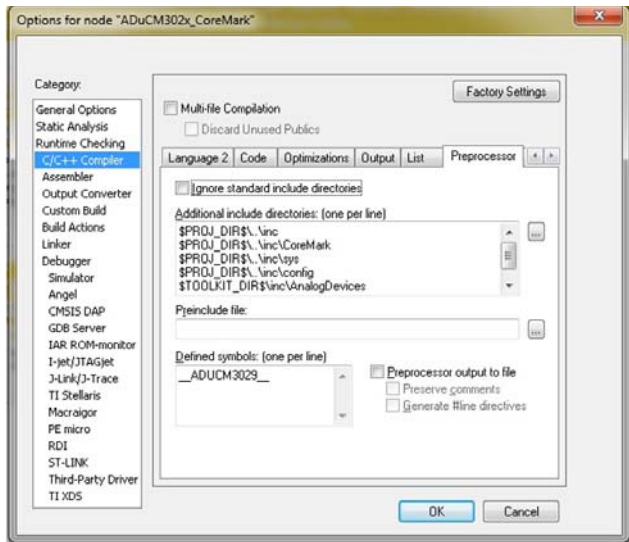 Options for node "ADuCM302x_CoreMark"
Category:
General Options
Static Analysis
Runtime Checking
C/C++ Compiler
Assembler
Output Converter
Custom Build
Build Actions
Linker
Debugger
Simulator
Angel
CMSIS DAP
GDB Server
IAR ROM-monitor
I-jet/JTAGjet
J-Link/J-Trace
TI Stellaris
Macraigor
PE micro
RDI
ST-LINK
Third-Party Driver
TI XDS
Factory Settings
Multi-file Compilation
Discard Unused Publics
Language 2 Code Optimizations Output List Preprocessor
Ignore standard include directories
Additional include directories: (one per line)
$PROJ_DIR$\..\inc
$PROJ_DIR$\..\inc\CoreMark
$PROJ_DIR$\..\inc\sys
$PROJ_DIR$\..\inc\config
$TOOLKIT_DIR$\inc\AnalogDevices
...
Preinclude file:
...
Defined symbols: (one per line)
__ADUCM3029__
Preprocessor output to file
Preserve comments
Generate #line directives
OK Cancel